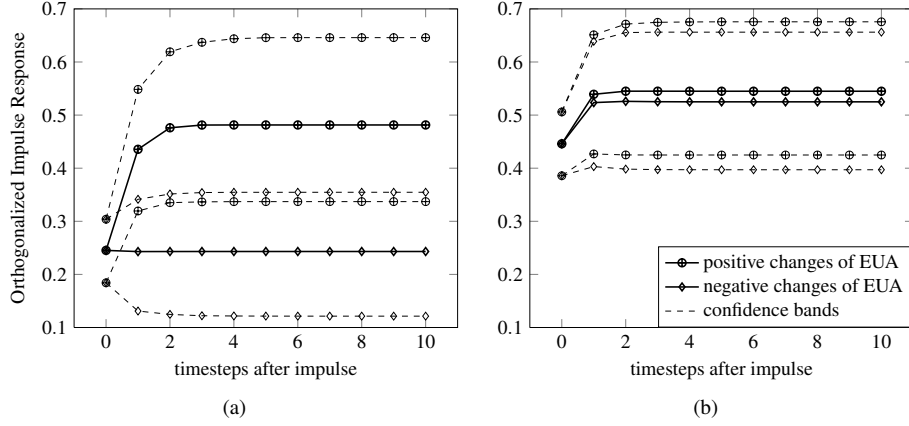 Orthogonalized Impulse Response
0.7
0.6
0.5
0.4
0.3
0.2
0.1
0 2 4 6 8 10
timesteps after impulse
(a)
0.7
0.6
0.5
0.4
0.3
0.2
0.1
positive changes of EUA
negative changes of EUA
confidence bands
0 2 4 6 8 10
timesteps after impulse
(b)